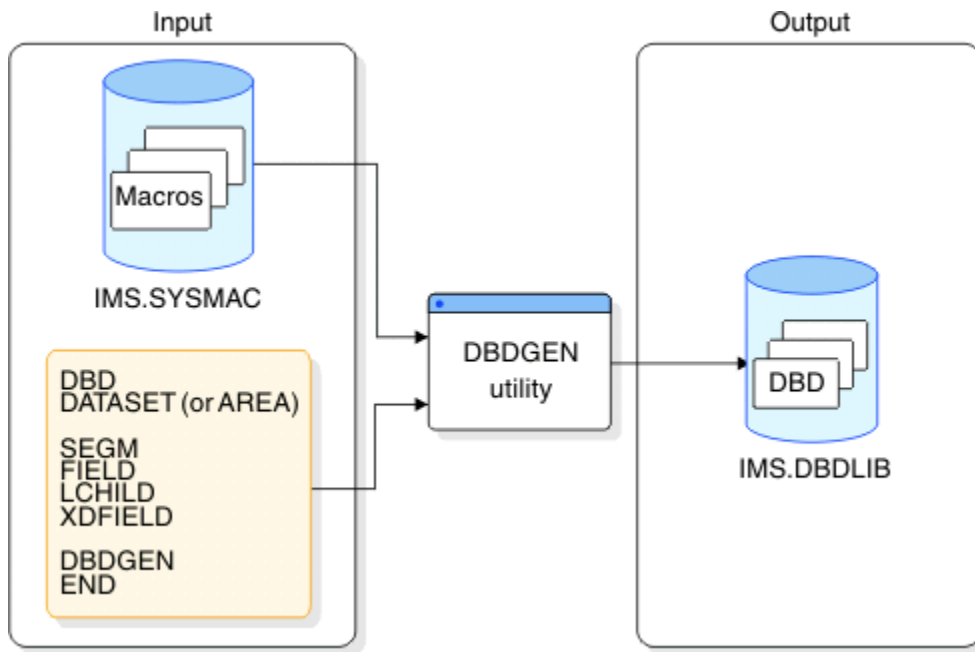 Input
Output
Macros
IMS.SYSMAC
DBD
DATASET (or AREA)
SEGM
FIELD
LCHILD
XDFIELD
DBDGEN
END
DBDGEN
utility
DBD
IMS.DBDLIB